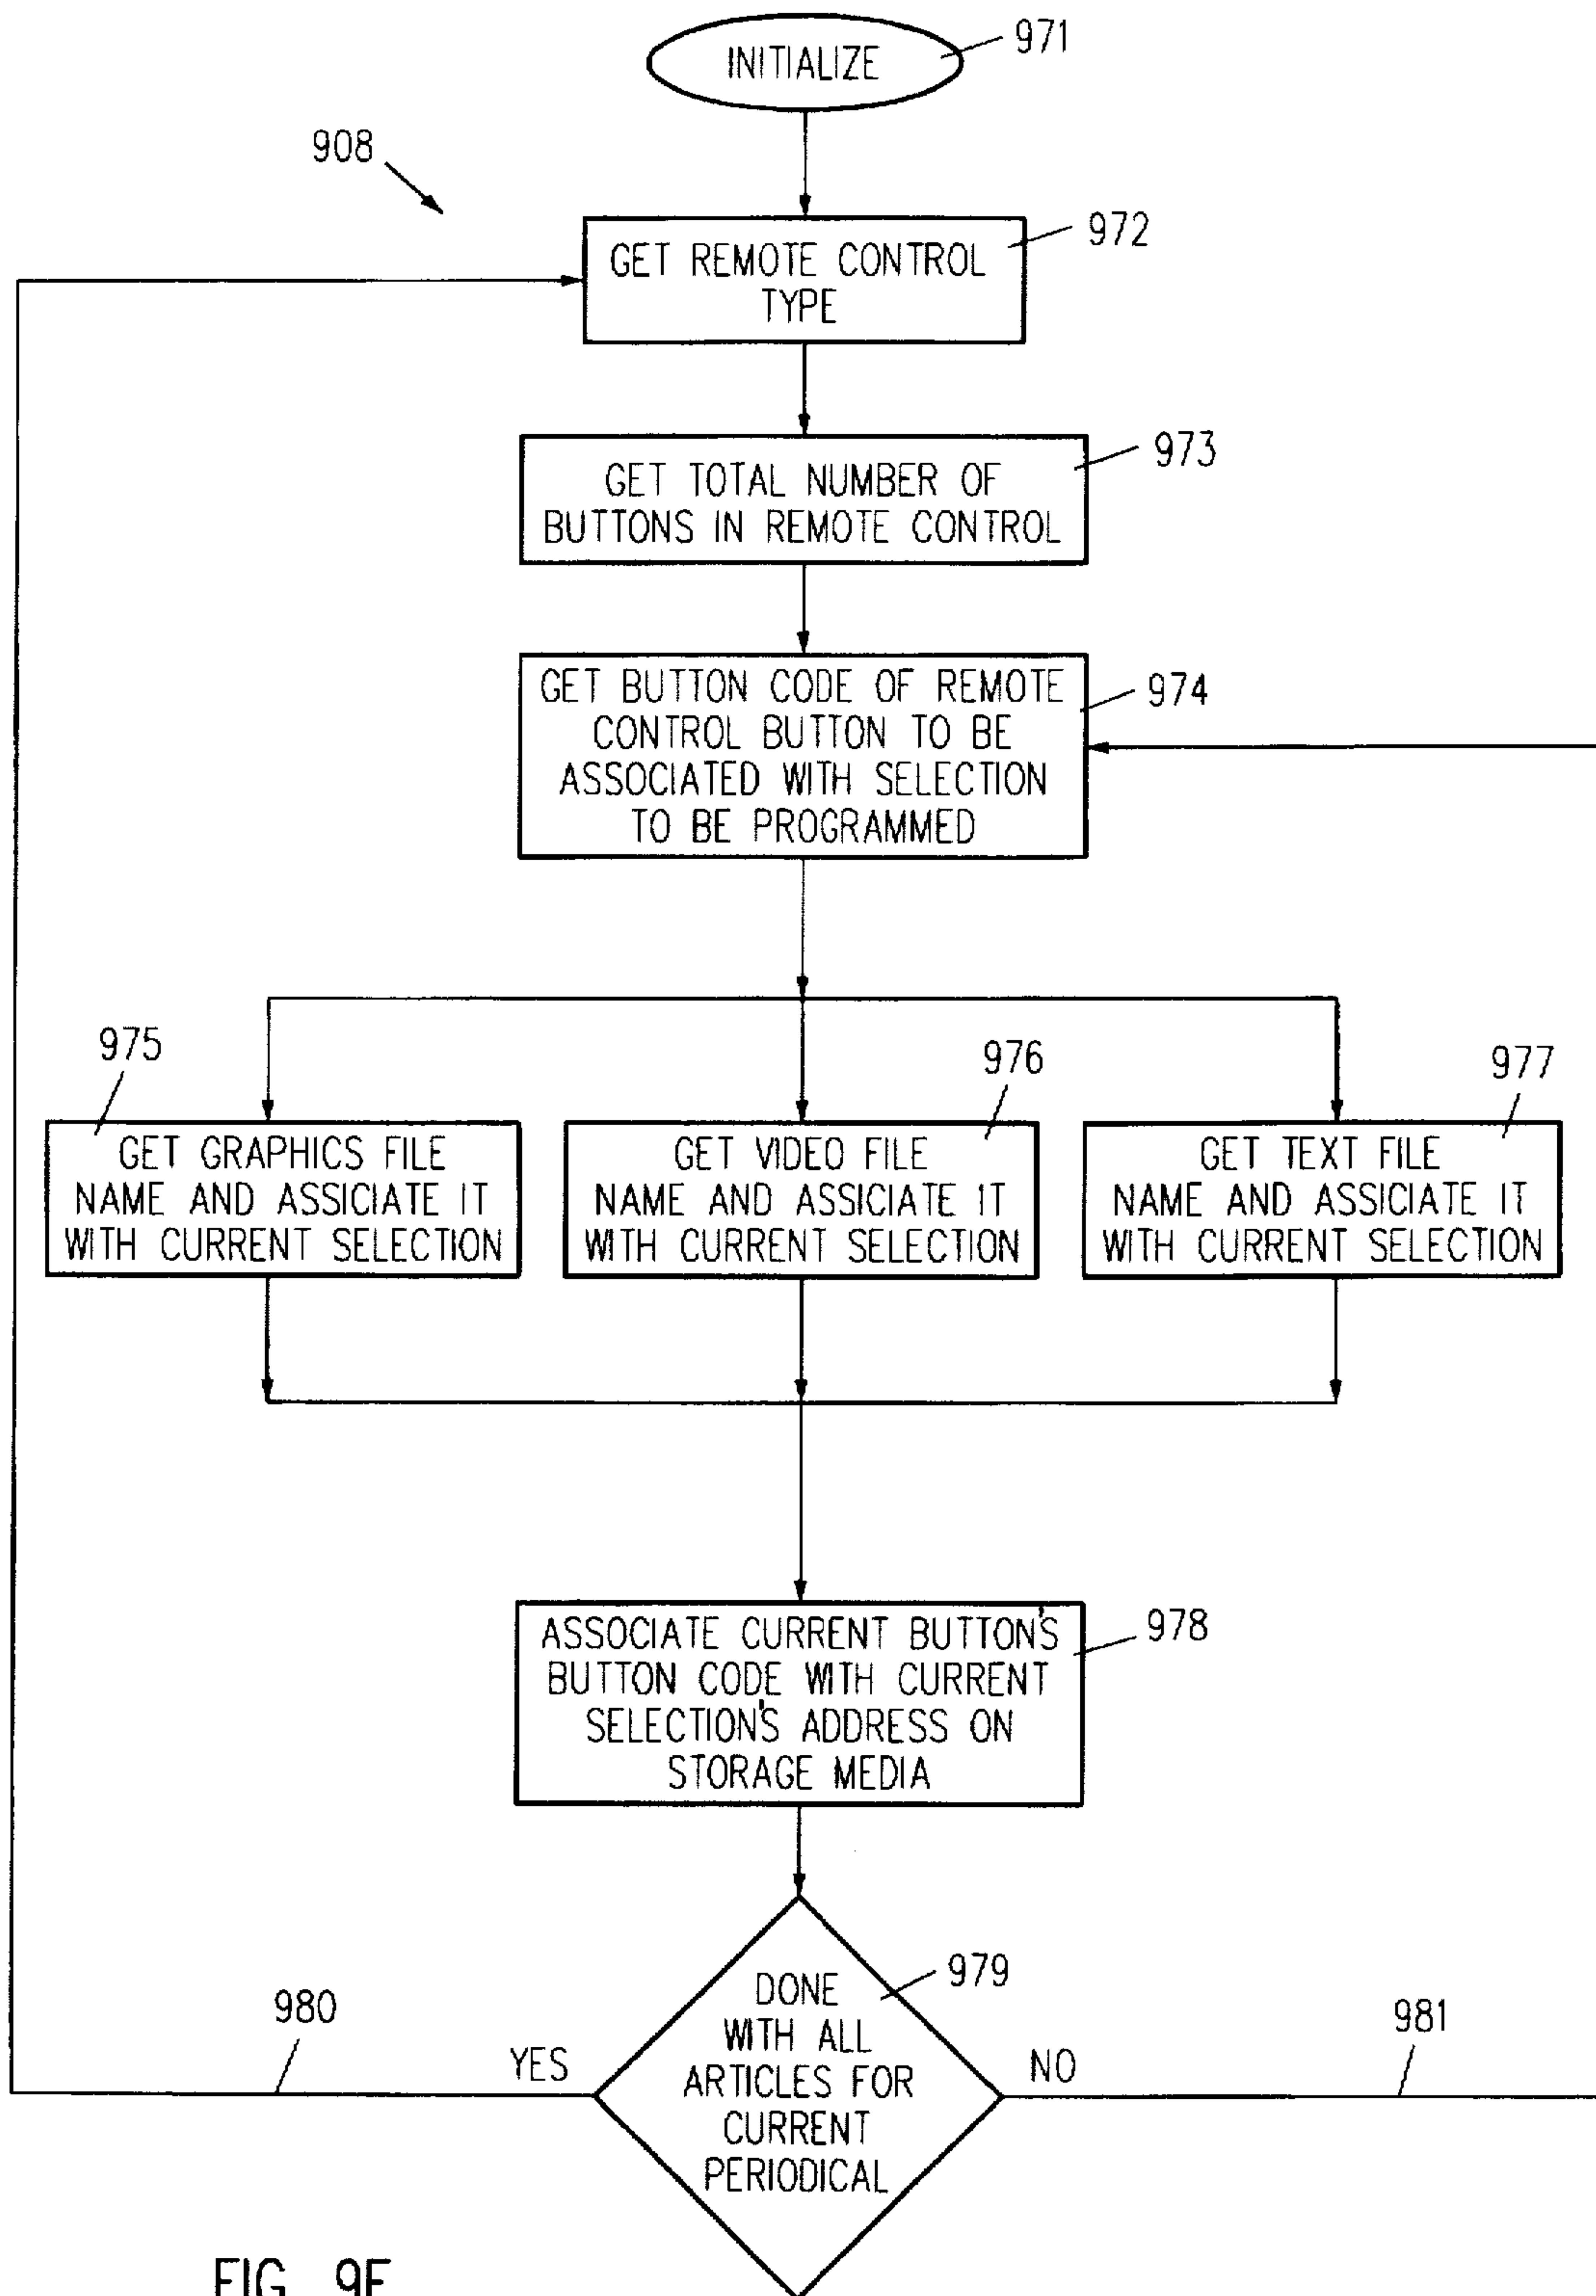 INITIALIZE
971
908
GET REMOTE CONTROL
TYPE
972
GET TOTAL NUMBER OF
BUTTONS IN REMOTE CONTROL
973
GET BUTTON CODE OF REMOTE
CONTROL BUTTON TO BE
ASSOCIATED WITH SELECTION
TO BE PROGRAMMED
974
975
GET GRAPHICS FILE
NAME AND ASSICIATE IT
WITH CURRENT SELECTION
976
GET VIDEO FILE
NAME AND ASSICIATE IT
WITH CURRENT SELECTION
977
GET TEXT FILE
NAME AND ASSICIATE IT
WITH CURRENT SELECTION
ASSOCIATE CURRENT BUTTON'S
BUTTON CODE WITH CURRENT
SELECTION'S ADDRESS ON
STORAGE MEDIA
978
DONE
WITH ALL
ARTICLES FOR
CURRENT
PERIODICAL
979
980
YES
NO
981
FIG. 9F